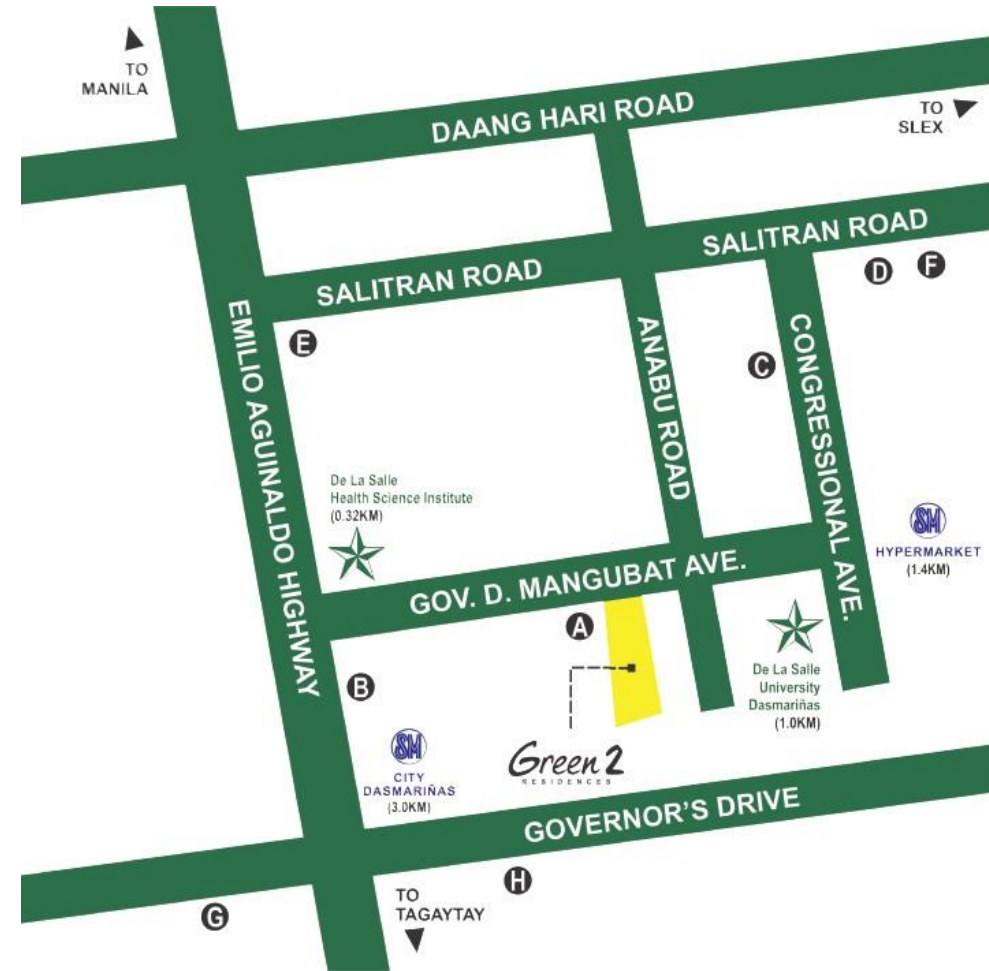 TO
MANILA
DAANG HARI ROAD
TO
SLEX
SALITRAN ROAD
SALITRAN ROAD
D
F
E
EMILIO AGUINALDO HIGHWAY
ANABU ROAD
C
CONGRESSIONAL AVE.
De La Salle
Health Science Institute
(0.32KM)
SM
HYPERMARKET
(1.4KM)
GOV. D. MANGUBAT AVE.
A
B
De La Salle
University
Dasmariñas
(1.0KM)
SM
CITY
DASMARIÑAS
(3.0KM)
Green 2
RESIDENCES
GOVERNOR'S DRIVE
H
TO
TAGAYTAY
G